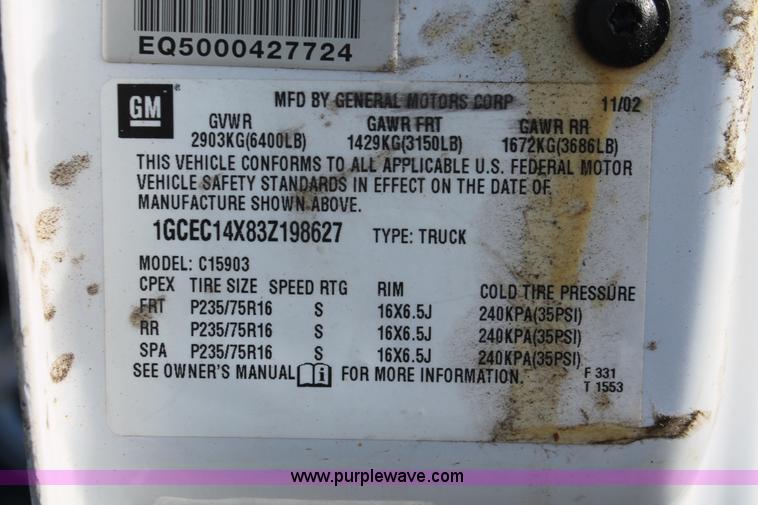 EQ5000427724
GM MFD BY GENERAL MOTORS CORP 11/02
GVWR GAWR FRT GAWR RR
2903KG(6400LB) 1429KG(3150LB) 1672KG(3686LB)
THIS VEHICLE CONFORMS TO ALL APPLICABLE U.S. FEDERAL MOTOR
VEHICLE SAFETY STANDARDS IN EFFECT ON THE DATE OF
MANUFACTURE SHOWN ABOVE.
1GCEC14X83Z198627 TYPE: TRUCK
MODEL: C15903
CPEX TIRE SIZE SPEED RTG RIM COLD TIRE PRESSURE
FRT P235/75R16 S 16X6.5J 240KPA(35PSI)
RR P235/75R16 S 16X6.5J 240KPA(35PSI)
SPA P235/75R16 S 16X6.5J 240KPA(35PSI)
SEE OWNER'S MANUAL FOR MORE INFORMATION. F 331
T 1553
www.purplewave.com